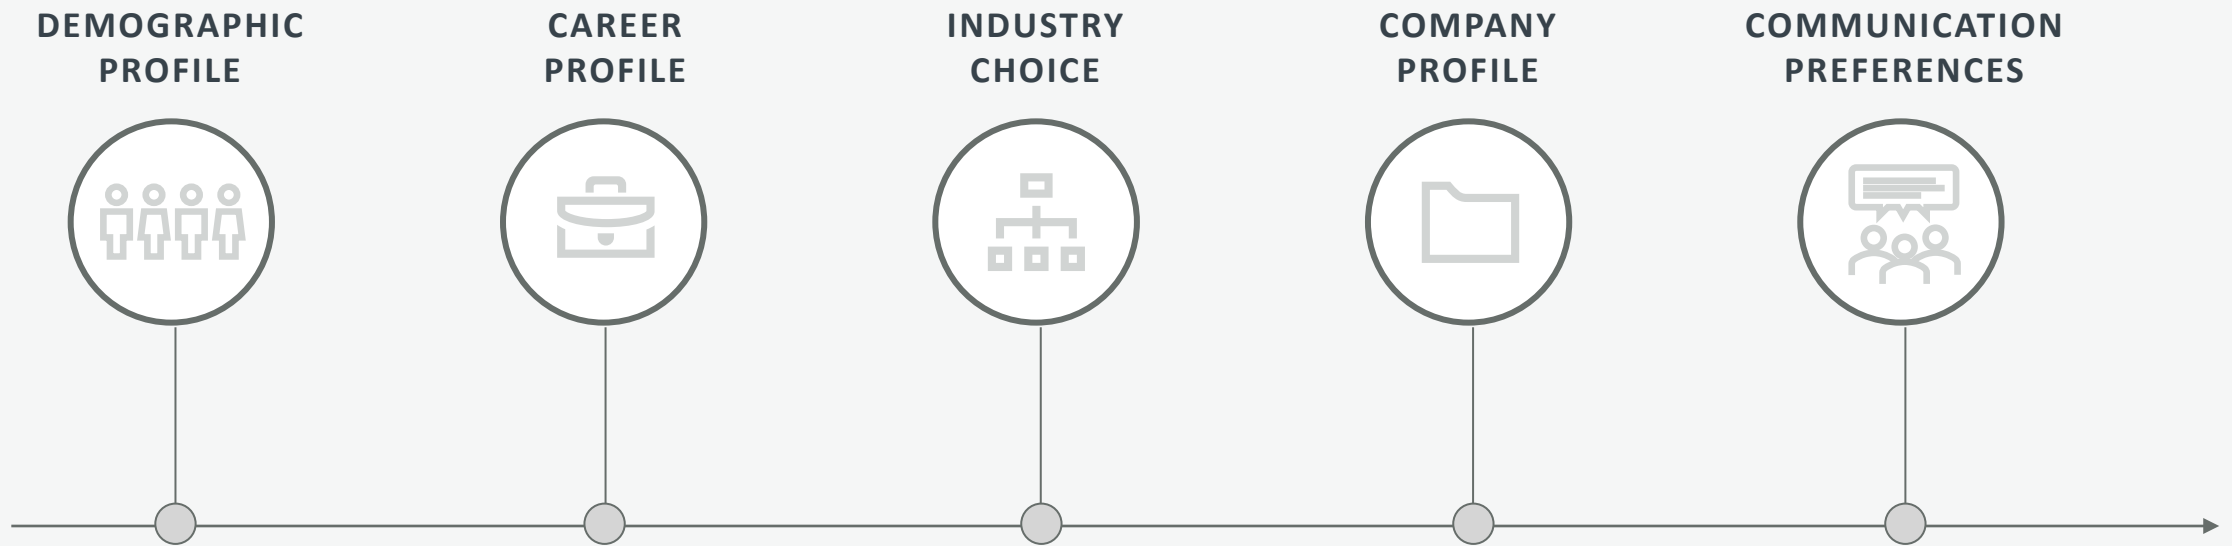 DEMOGRAPHIC
PROFILE
CAREER
PROFILE
INDUSTRY
CHOICE
COMPANY
PROFILE
COMMUNICATION
PREFERENCES